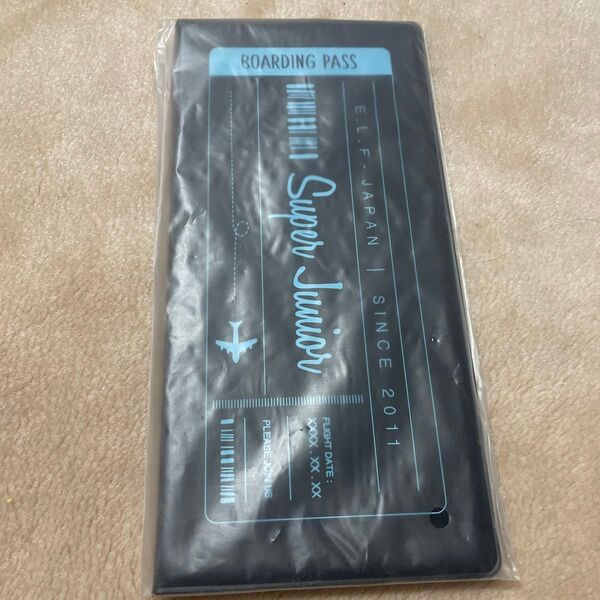 BOARDING PASS
E.L.F-JAPAN | SINCE 2011
Super Junior
FLIGHT DATE :
XXXX . XX . XX
PLEASE JOIN US